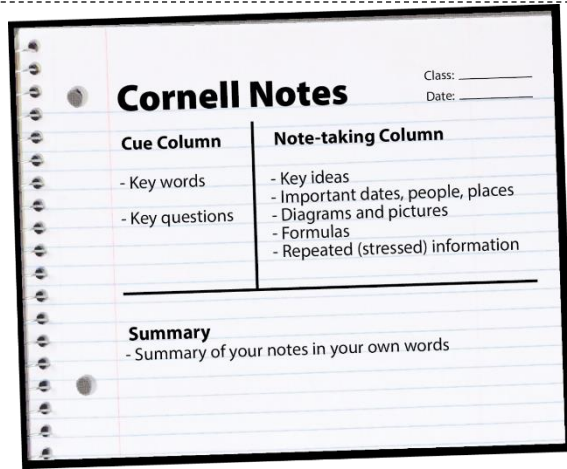 Cornell Notes
Class:
Date:
Cue Column
- Key words
- Key questions
Note-taking Column
- Key ideas
- Important dates, people, places
- Diagrams and pictures
- Formulas
- Repeated (stressed) information
Summary
- Summary of your notes in your own words